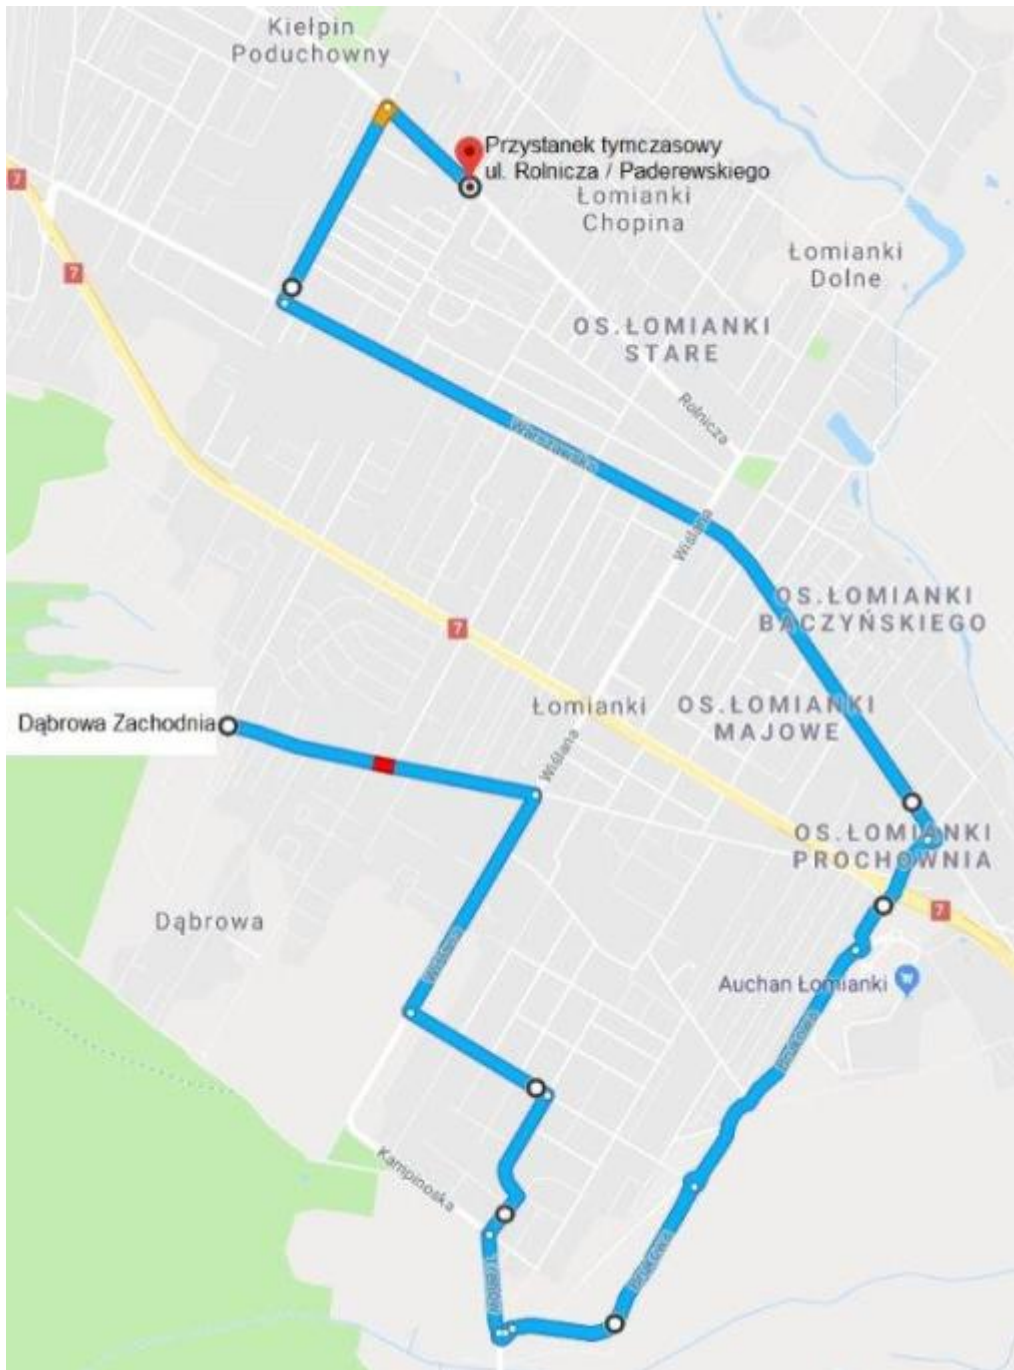 Kiełpin
Poduchowny
Przystanek tymczasowy
ul. Rolnicza / Paderewskiego
Łomianki
Chopina
7
Łomianki
Dolne
7
OS.ŁOMIANKI
STARE
Rolnicza
Warszawska
Wiślana
OS.ŁOMIANKI
BACZYŃSKIEGO
7
Łomianki
OS.ŁOMIANKI
MAJOWE
Dąbrowa Zachodnia
Wiślana
OS.ŁOMIANKI
PROCHOWNIA
Dąbrowa
7
Auchan Łomianki
Kampinoska